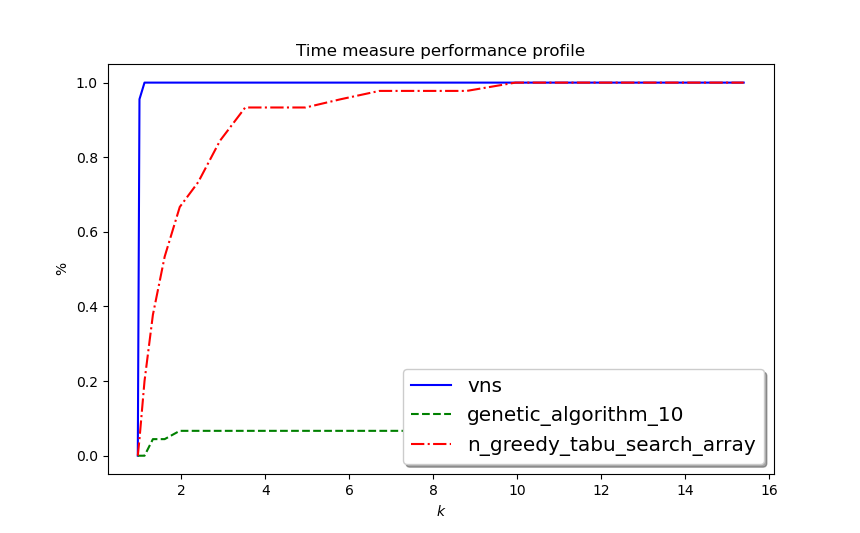 Time measure performance profile
1.0
0.8
0.6
0.4
0.2
0.0
%
vns
genetic_algorithm_10
n_greedy_tabu_search_array
2 4 6 8 10 12 14 16
k